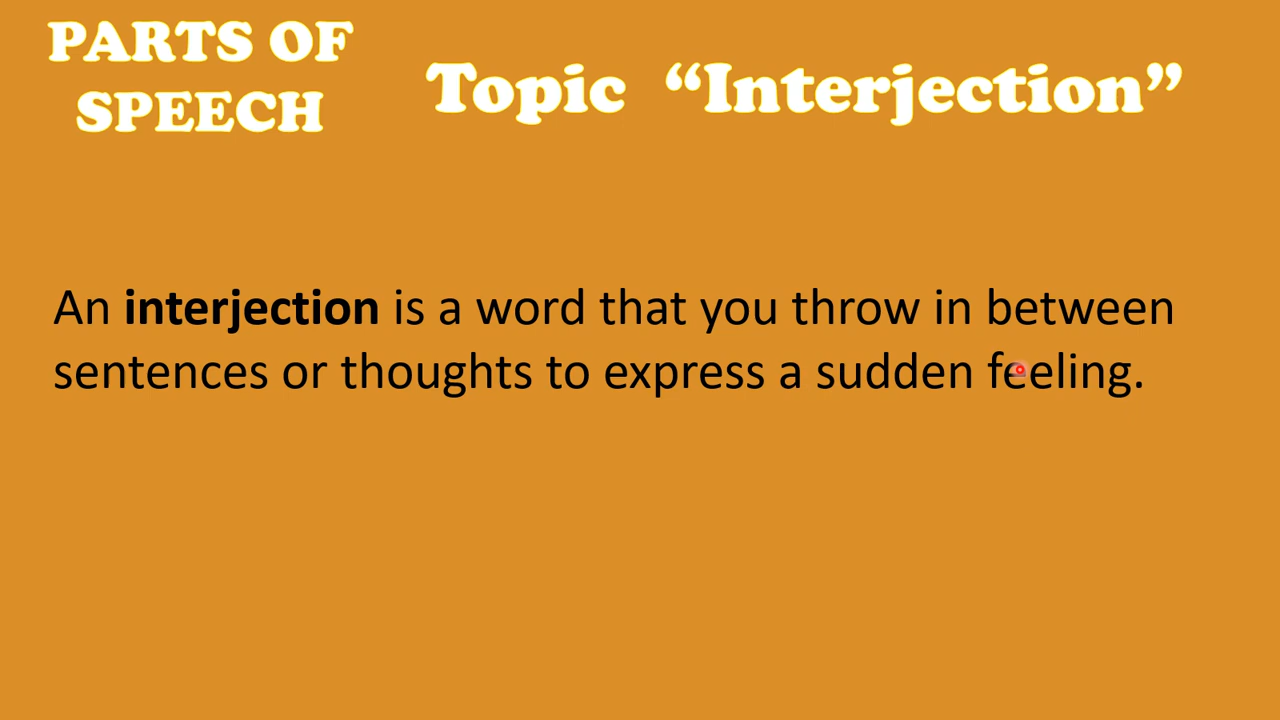 PARTS OF
SPEECH
Topic “Interjection”
An interjection is a word that you throw in between
sentences or thoughts to express a sudden feeling.